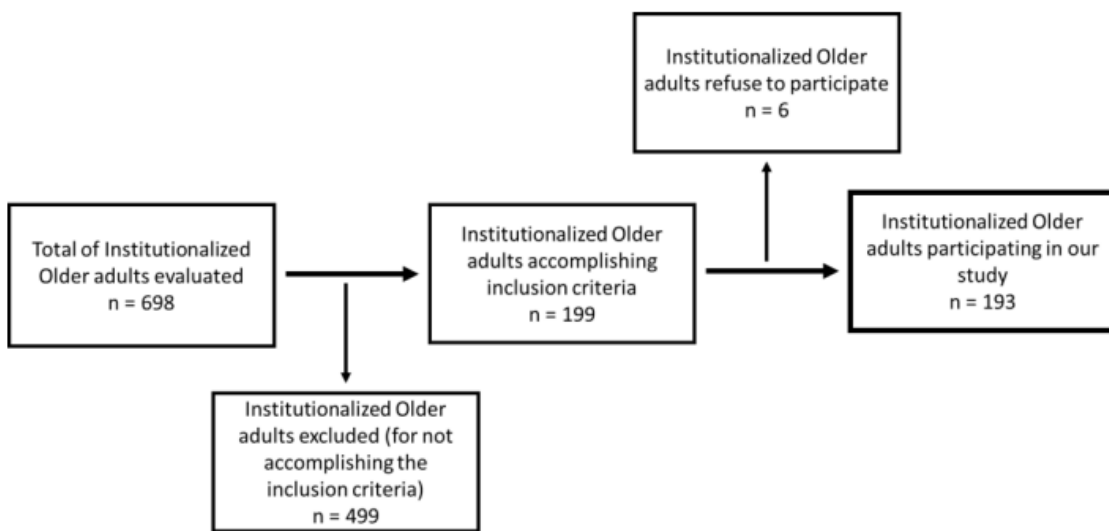 Total of Institutionalized
Older adults evaluated
n = 698
Institutionalized Older
adults excluded (for not
accomplishing the
inclusion criteria)
n = 499
Institutionalized Older
adults accomplishing
inclusion criteria
n = 199
Institutionalized Older
adults refuse to participate
n = 6
Institutionalized Older
adults participating in our
study
n = 193